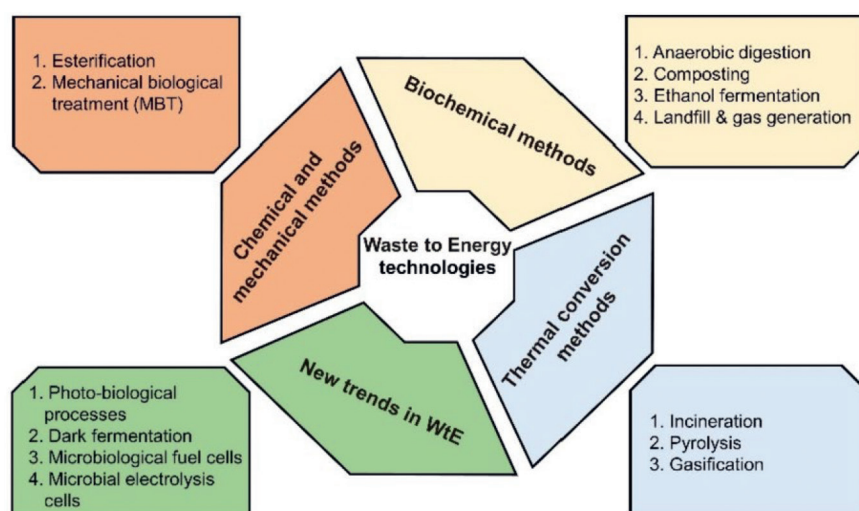 1. Esterification
2. Mechanical biological
treatment (MBT)
Biochemical methods
1. Anaerobic digestion
2. Composting
3. Ethanol fermentation
4. Landfill & gas generation
Chemical and
mechanical methods
Waste to Energy
technologies
Thermal conversion
methods
New trends in WtE
1. Photo-biological
processes
2. Dark fermentation
3. Microbiological fuel cells
4. Microbial electrolysis
cells
1. Incineration
2. Pyrolysis
3. Gasification